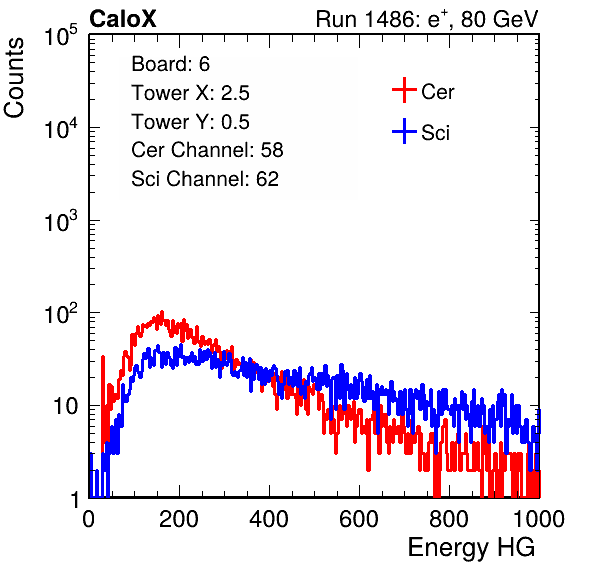 CaloX Run 1486: e⁺, 80 GeV
Counts
Board: 6
Tower X: 2.5
Tower Y: 0.5
Cer Channel: 58
Sci Channel: 62
Cer
Sci
10⁵
10⁴
10³
10²
10
1
0 200 400 600 800 1000
Energy HG